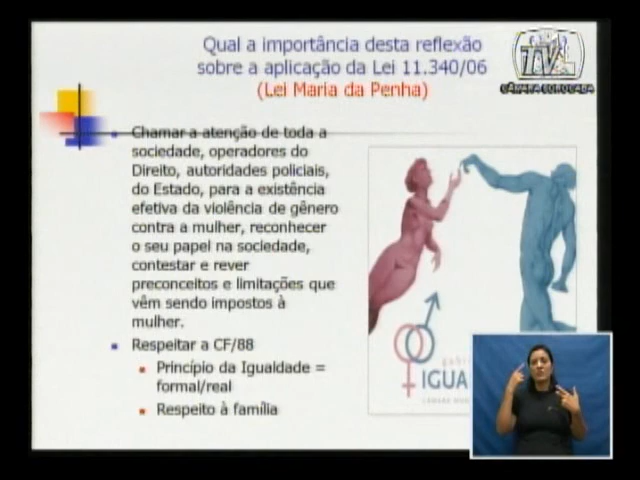 Qual a importância desta reflexão
sobre a aplicação da Lei 11.340/06
(Lei Maria da Penha)
TV
CÂMARA SOROCABA
Chamar a atenção de toda a
sociedade, operadores do
Direito, autoridades policiais,
do Estado, para a existência
efetiva da violência de gênero
contra a mulher, reconhecer
o seu papel na sociedade,
contestar e rever
preconceitos e limitações que
vêm sendo impostos à
mulher.
Respeitar a CF/88
Princípio da Igualdade =
formal/real
Respeito à família
IGUA